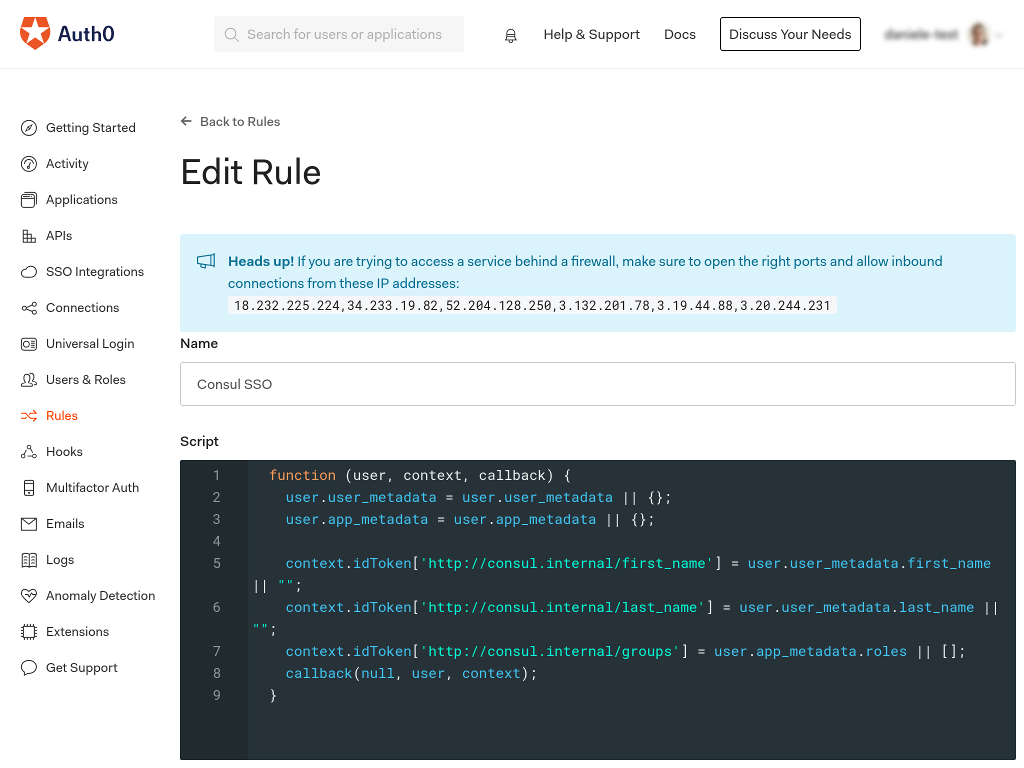 Auth0
Search for users or applications
Help & Support
Docs
Discuss Your Needs
Getting Started
Activity
Applications
APIs
SSO Integrations
Connections
Universal Login
Users & Roles
Rules
Hooks
Multifactor Auth
Emails
Logs
Anomaly Detection
Extensions
Get Support
← Back to Rules
Edit Rule
Heads up! If you are trying to access a service behind a firewall, make sure to open the right ports and allow inbound
connections from these IP addresses:
18.232.225.224,34.233.19.82,52.204.128.250,3.132.201.78,3.19.44.88,3.20.244.231
Name
Consul SSO
Script
1 function (user, context, callback) {
2 user.user_metadata = user.user_metadata || {};
3 user.app_metadata = user.app_metadata || {};
4
5 context.idToken['http://consul.internal/first_name'] = user.user_metadata.first_name
|| "";
6 context.idToken['http://consul.internal/last_name'] = user.user_metadata.last_name ||
"";
7 context.idToken['http://consul.internal/groups'] = user.app_metadata.roles || [];
8 callback(null, user, context);
9 }